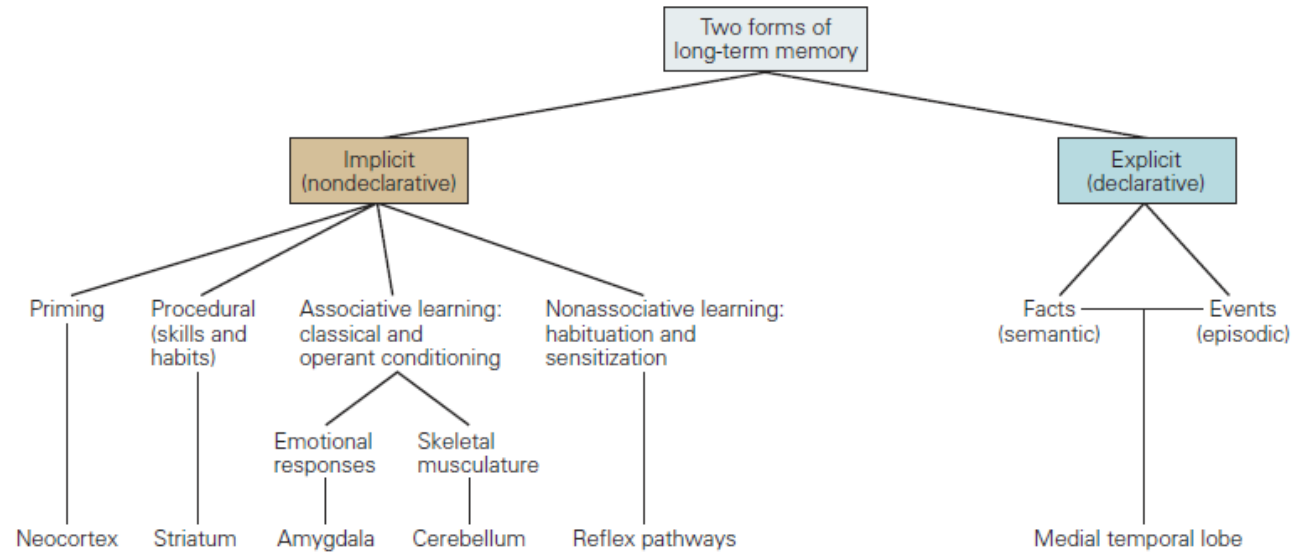 Two forms of
long-term memory
Implicit
(nondeclarative)
Explicit
(declarative)
Priming
Procedural
(skills and
habits)
Associative learning:
classical and
operant conditioning
Nonassociative learning:
habituation and
sensitization
Facts
(semantic)
Events
(episodic)
Emotional
responses
Skeletal
musculature
Neocortex
Striatum
Amygdala
Cerebellum
Reflex pathways
Medial temporal lobe